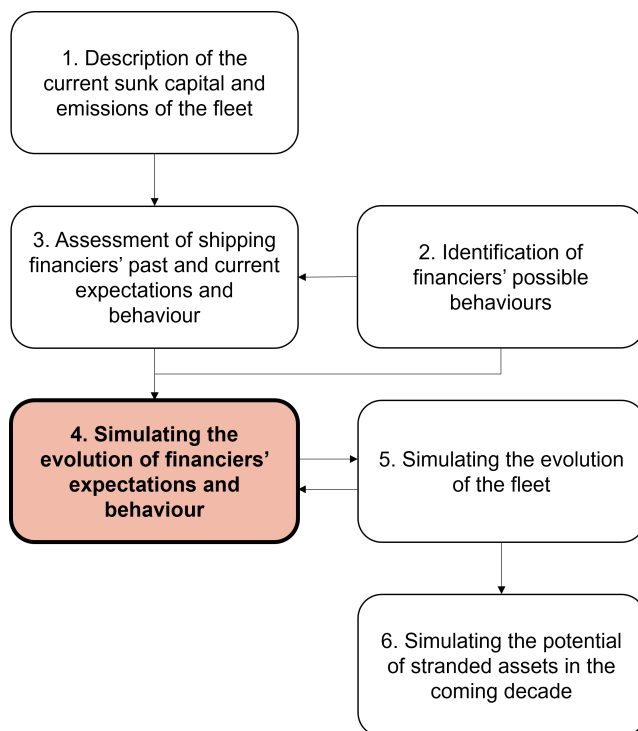 1. Description of the
current sunk capital and
emissions of the fleet
3. Assessment of shipping
financiers’ past and current
expectations and
behaviour
2. Identification of
financiers’ possible
behaviours
4. Simulating the
evolution of financiers’
expectations and
behaviour
5. Simulating the evolution
of the fleet
6. Simulating the potential
of stranded assets in the
coming decade